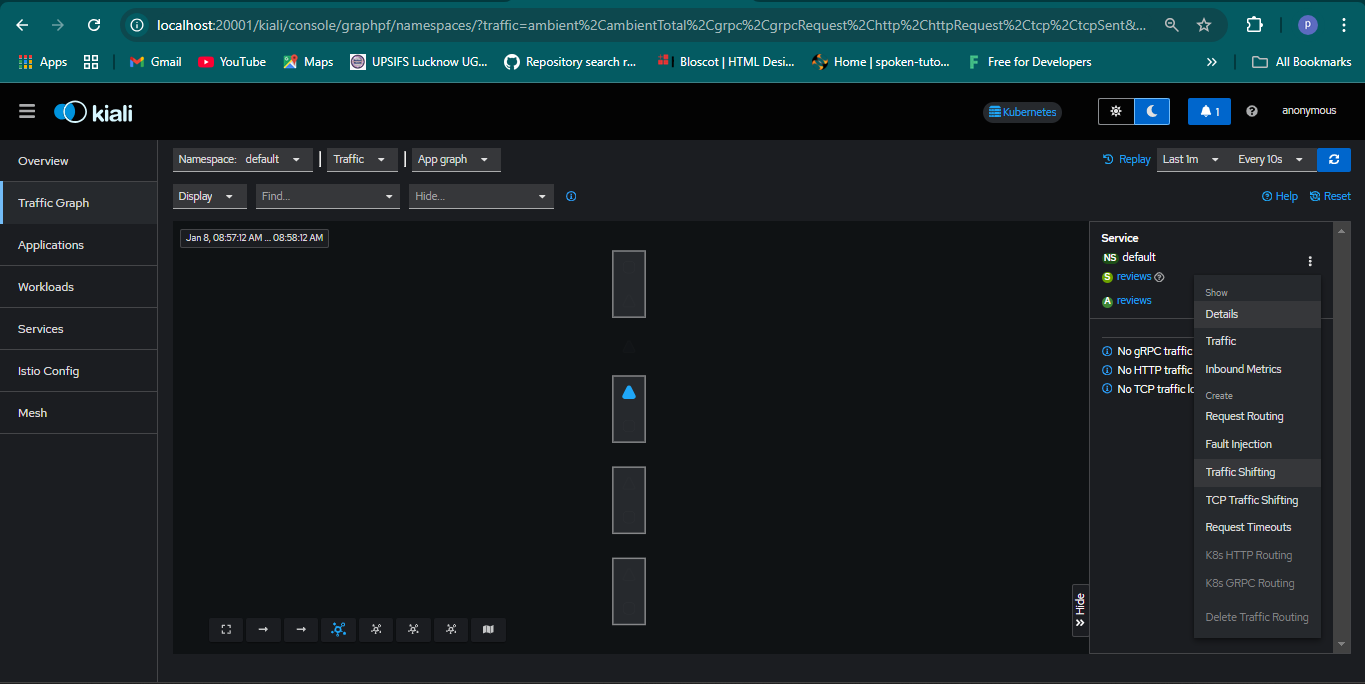 localhost:20001/kiali/console/graphpf/namespaces/?traffic=ambient%2CambientTotal%2Cgrpc%2CgrpcRequest%2Chttp%2ChttpRequest%2Ctcp%2CtcpSent&...
p
Apps
Gmail
YouTube
Maps
UPSIFS Lucknow UG...
Repository search r...
Bloscot | HTML Desi...
Home | spoken-tuto...
Free for Developers
All Bookmarks
kiali
Kubernetes
1
anonymous
Overview
Traffic Graph
Applications
Workloads
Services
Istio Config
Mesh
Namespace: default
Traffic
App graph
Replay
Last 1m
Every 10s
Display
Find...
Hide...
Help
Reset
Jan 8, 08:57:12 AM ... 08:58:12 AM
Service
NS default
S reviews
A reviews
No gRPC traffic
No HTTP traffic
No TCP traffic lo
Show
Details
Traffic
Inbound Metrics
Create
Request Routing
Fault Injection
Traffic Shifting
TCP Traffic Shifting
Request Timeouts
K8s HTTP Routing
K8s GRPC Routing
Delete Traffic Routing
Hide